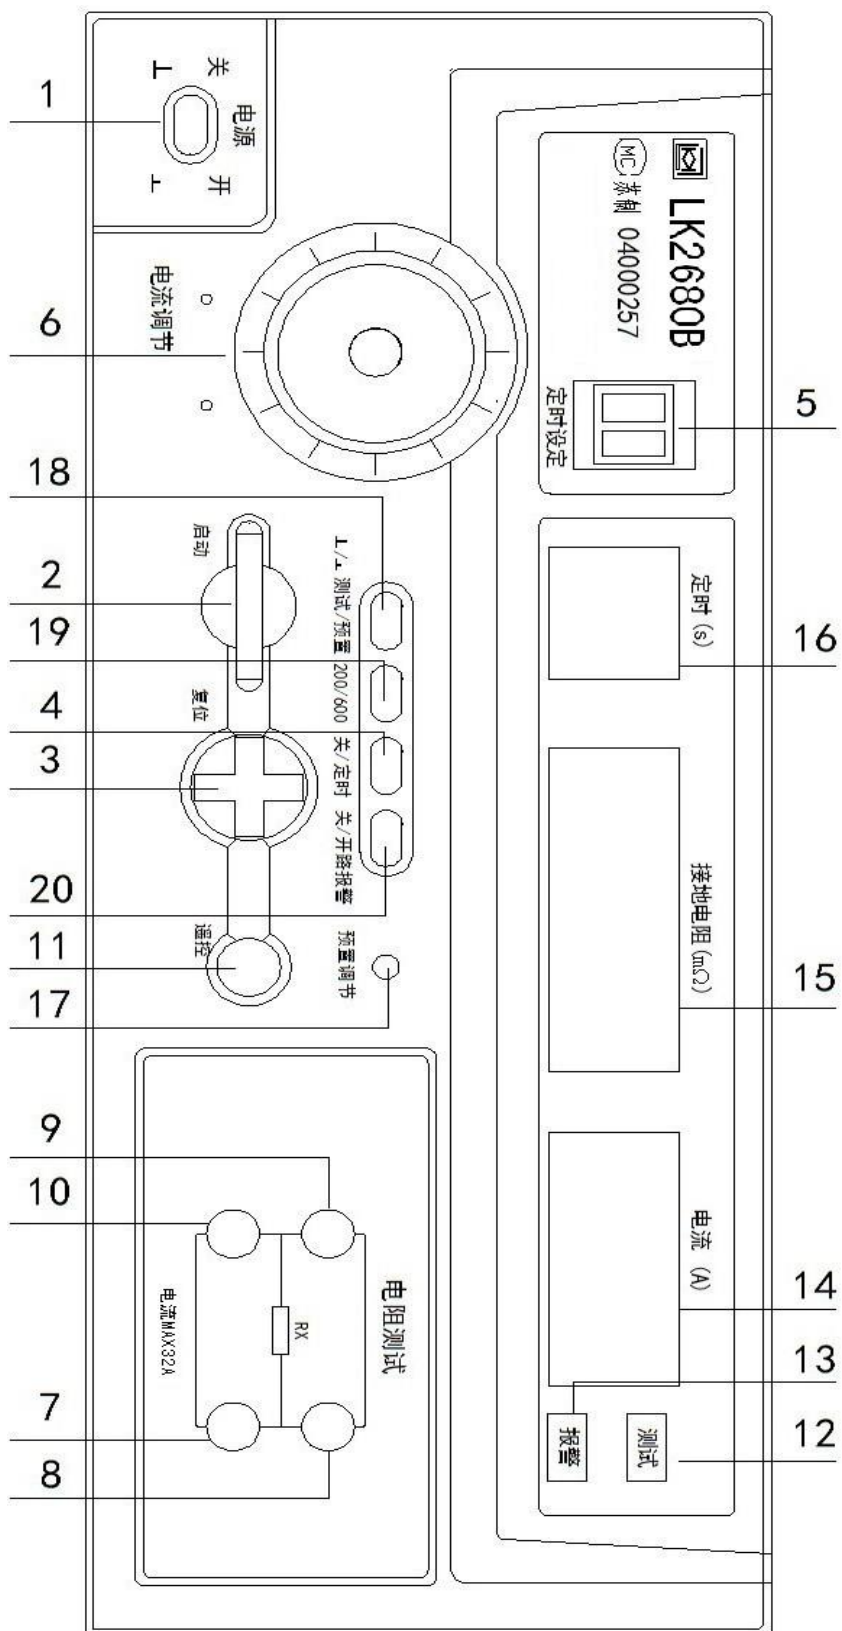 关
电源
开
1
MC
苏制 04000257
LK2680B
电流调节
6
定时设定
5
18
启动
2
⊥/⊥ 测试/预置 200/600 关/定时 关/开路报警
定时(s)
16
19
复位
4
3
20
遥控
11
预置调节
17
接地电阻(mΩ)
15
9
10
电流MAX32A
RX
电阻测试
7
8
电流 (A)
14
13
报警
测试
12